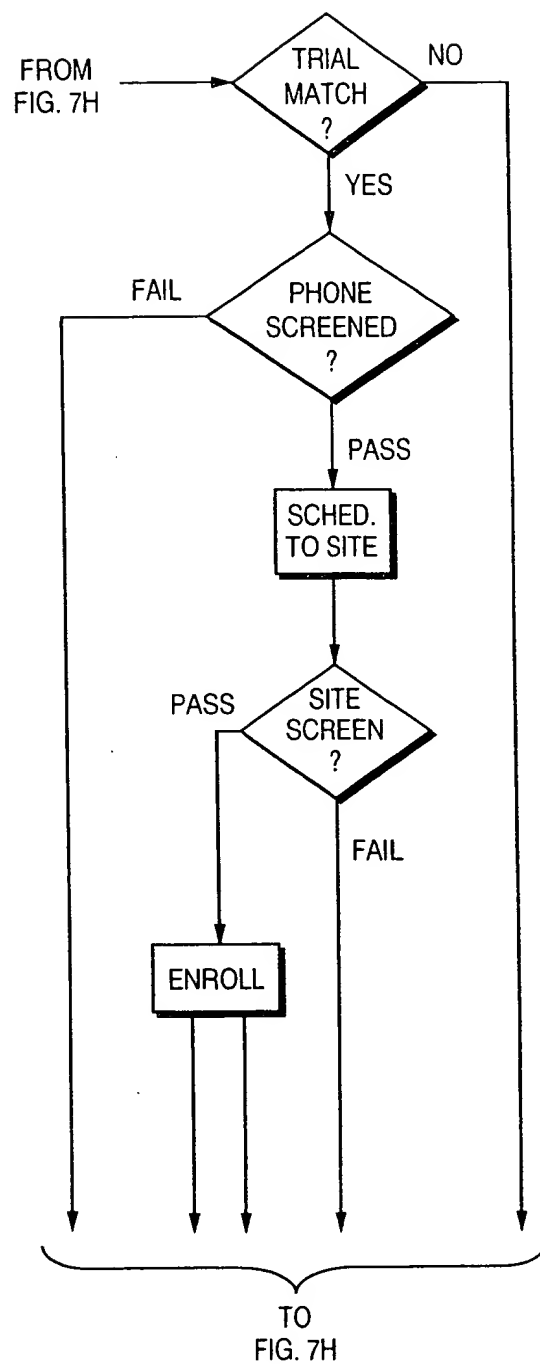 FROM
FIG. 7H
TRIAL
MATCH
?
NO
YES
FAIL
PHONE
SCREENED
?
PASS
SCHED.
TO SITE
PASS
SITE
SCREEN
?
FAIL
ENROLL
TO
FIG. 7H